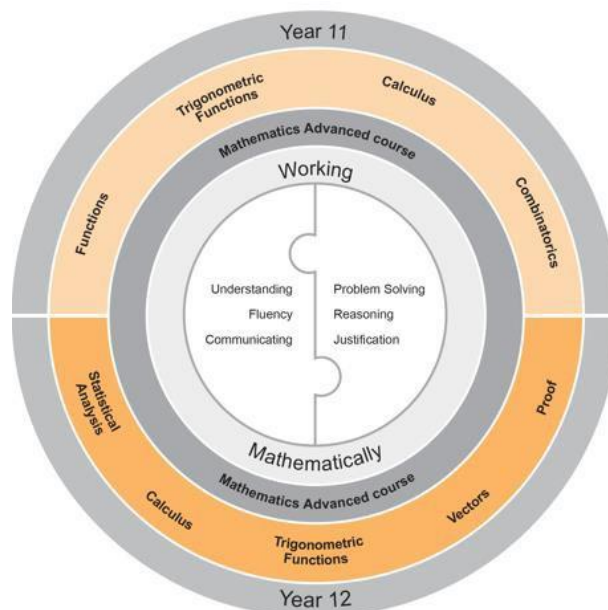 Year 11
Functions
Trigonometric
Functions
Calculus
Combinatorics
Mathematics Advanced course
Working
Understanding
Fluency
Communicating
Problem Solving
Reasoning
Justification
Mathematically
Mathematics Advanced course
Statistical
Analysis
Calculus
Trigonometric
Functions
Vectors
Proof
Year 12